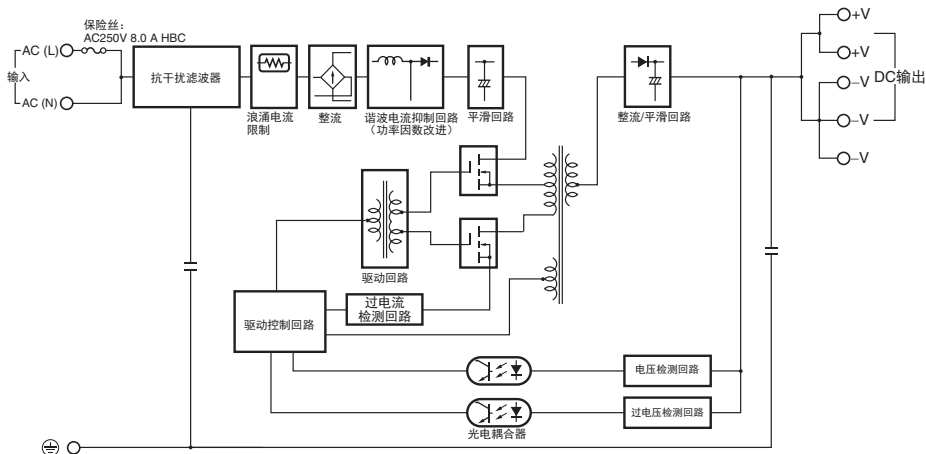 保险丝：
AC250V 8.0 A HBC
AC (L)
输入
AC (N)
抗干扰滤波器
浪涌电流
限制
整流
谐波电流抑制回路
（功率因数改进）
平滑回路
整流/平滑回路
+V
+V
DC输出
−V
−V
−V
驱动回路
过电流
检测回路
驱动控制回路
电压检测回路
过电压检测回路
光电耦合器